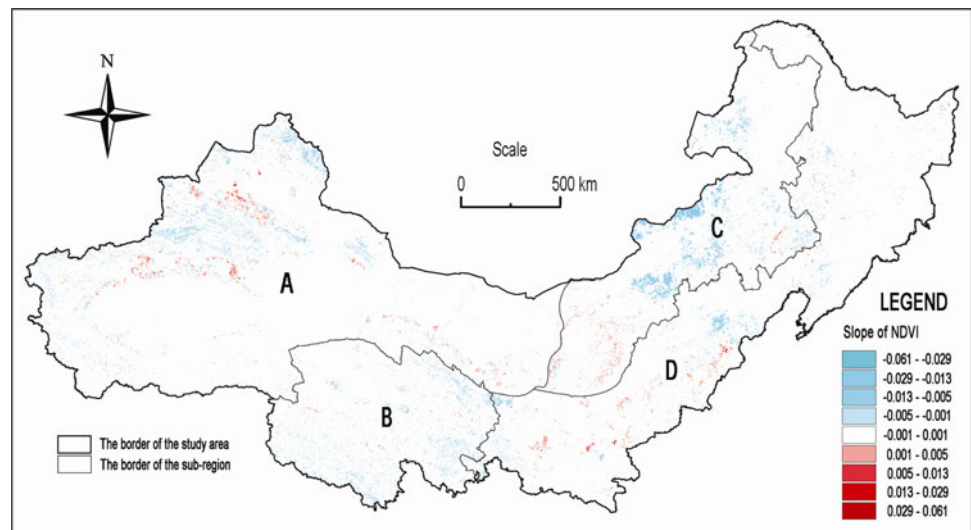 N
Scale
0 500 km
A
B
C
D
LEGEND
Slope of NDVI
-0.061 - -0.029
-0.029 - -0.013
-0.013 - -0.005
-0.005 - -0.001
-0.001 - 0.001
0.001 - 0.005
0.005 - 0.013
0.013 - 0.029
0.029 - 0.061
The border of the study area
The border of the sub-region